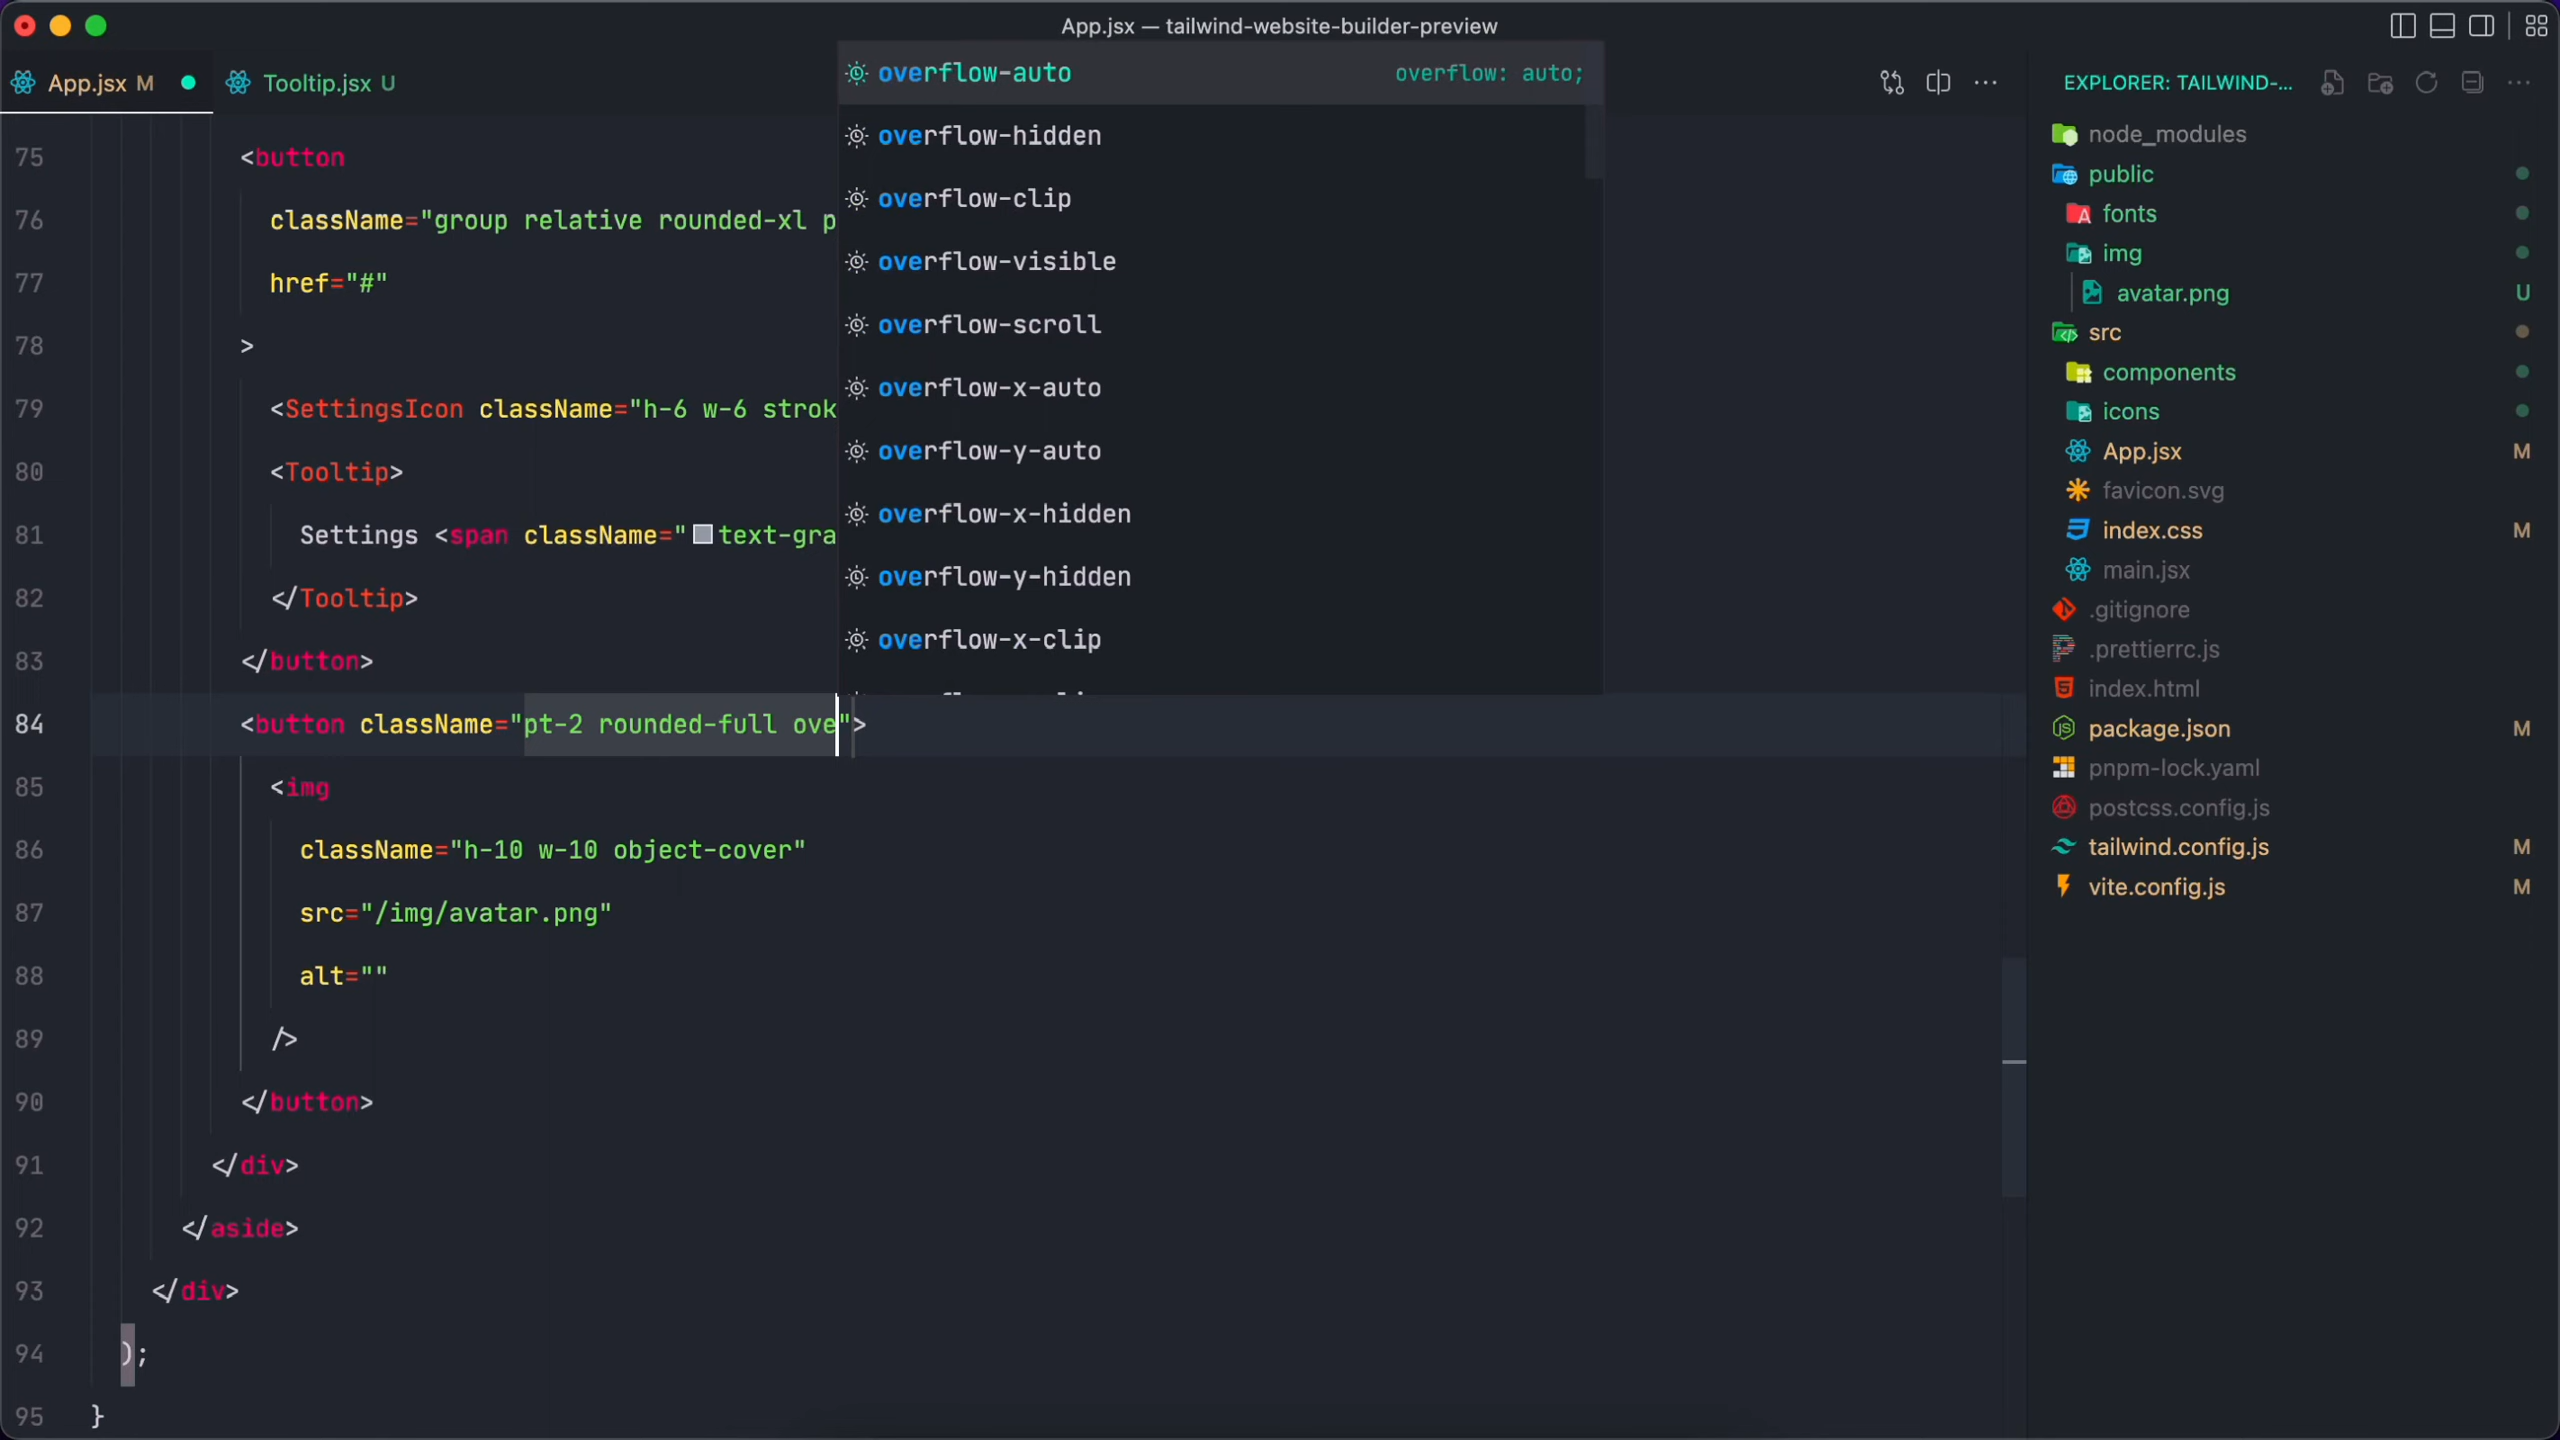 App.jsx — tailwind-website-builder-preview
App.jsx M
Tooltip.jsx U
75 <button
76 className="group relative rounded-xl p
77 href="#"
78 >
79 <SettingsIcon className="h-6 w-6 strok
80 <Tooltip>
81 Settings <span className="text-gra
82 </Tooltip>
83 </button>
84 <button className="pt-2 rounded-full ove">
85 <img
86 className="h-10 w-10 object-cover"
87 src="/img/avatar.png"
88 alt=""
89 />
90 </button>
91 </div>
92 </aside>
93 </div>
94 );
95 }
overflow-auto overflow: auto;
overflow-hidden
overflow-clip
overflow-visible
overflow-scroll
overflow-x-auto
overflow-y-auto
overflow-x-hidden
overflow-y-hidden
overflow-x-clip
EXPLORER: TAILWIND-...
node_modules
public
fonts
img
avatar.png U
src
components
icons
App.jsx M
favicon.svg
index.css M
main.jsx
.gitignore
.prettierrc.js
index.html
package.json M
pnpm-lock.yaml
postcss.config.js
tailwind.config.js M
vite.config.js M